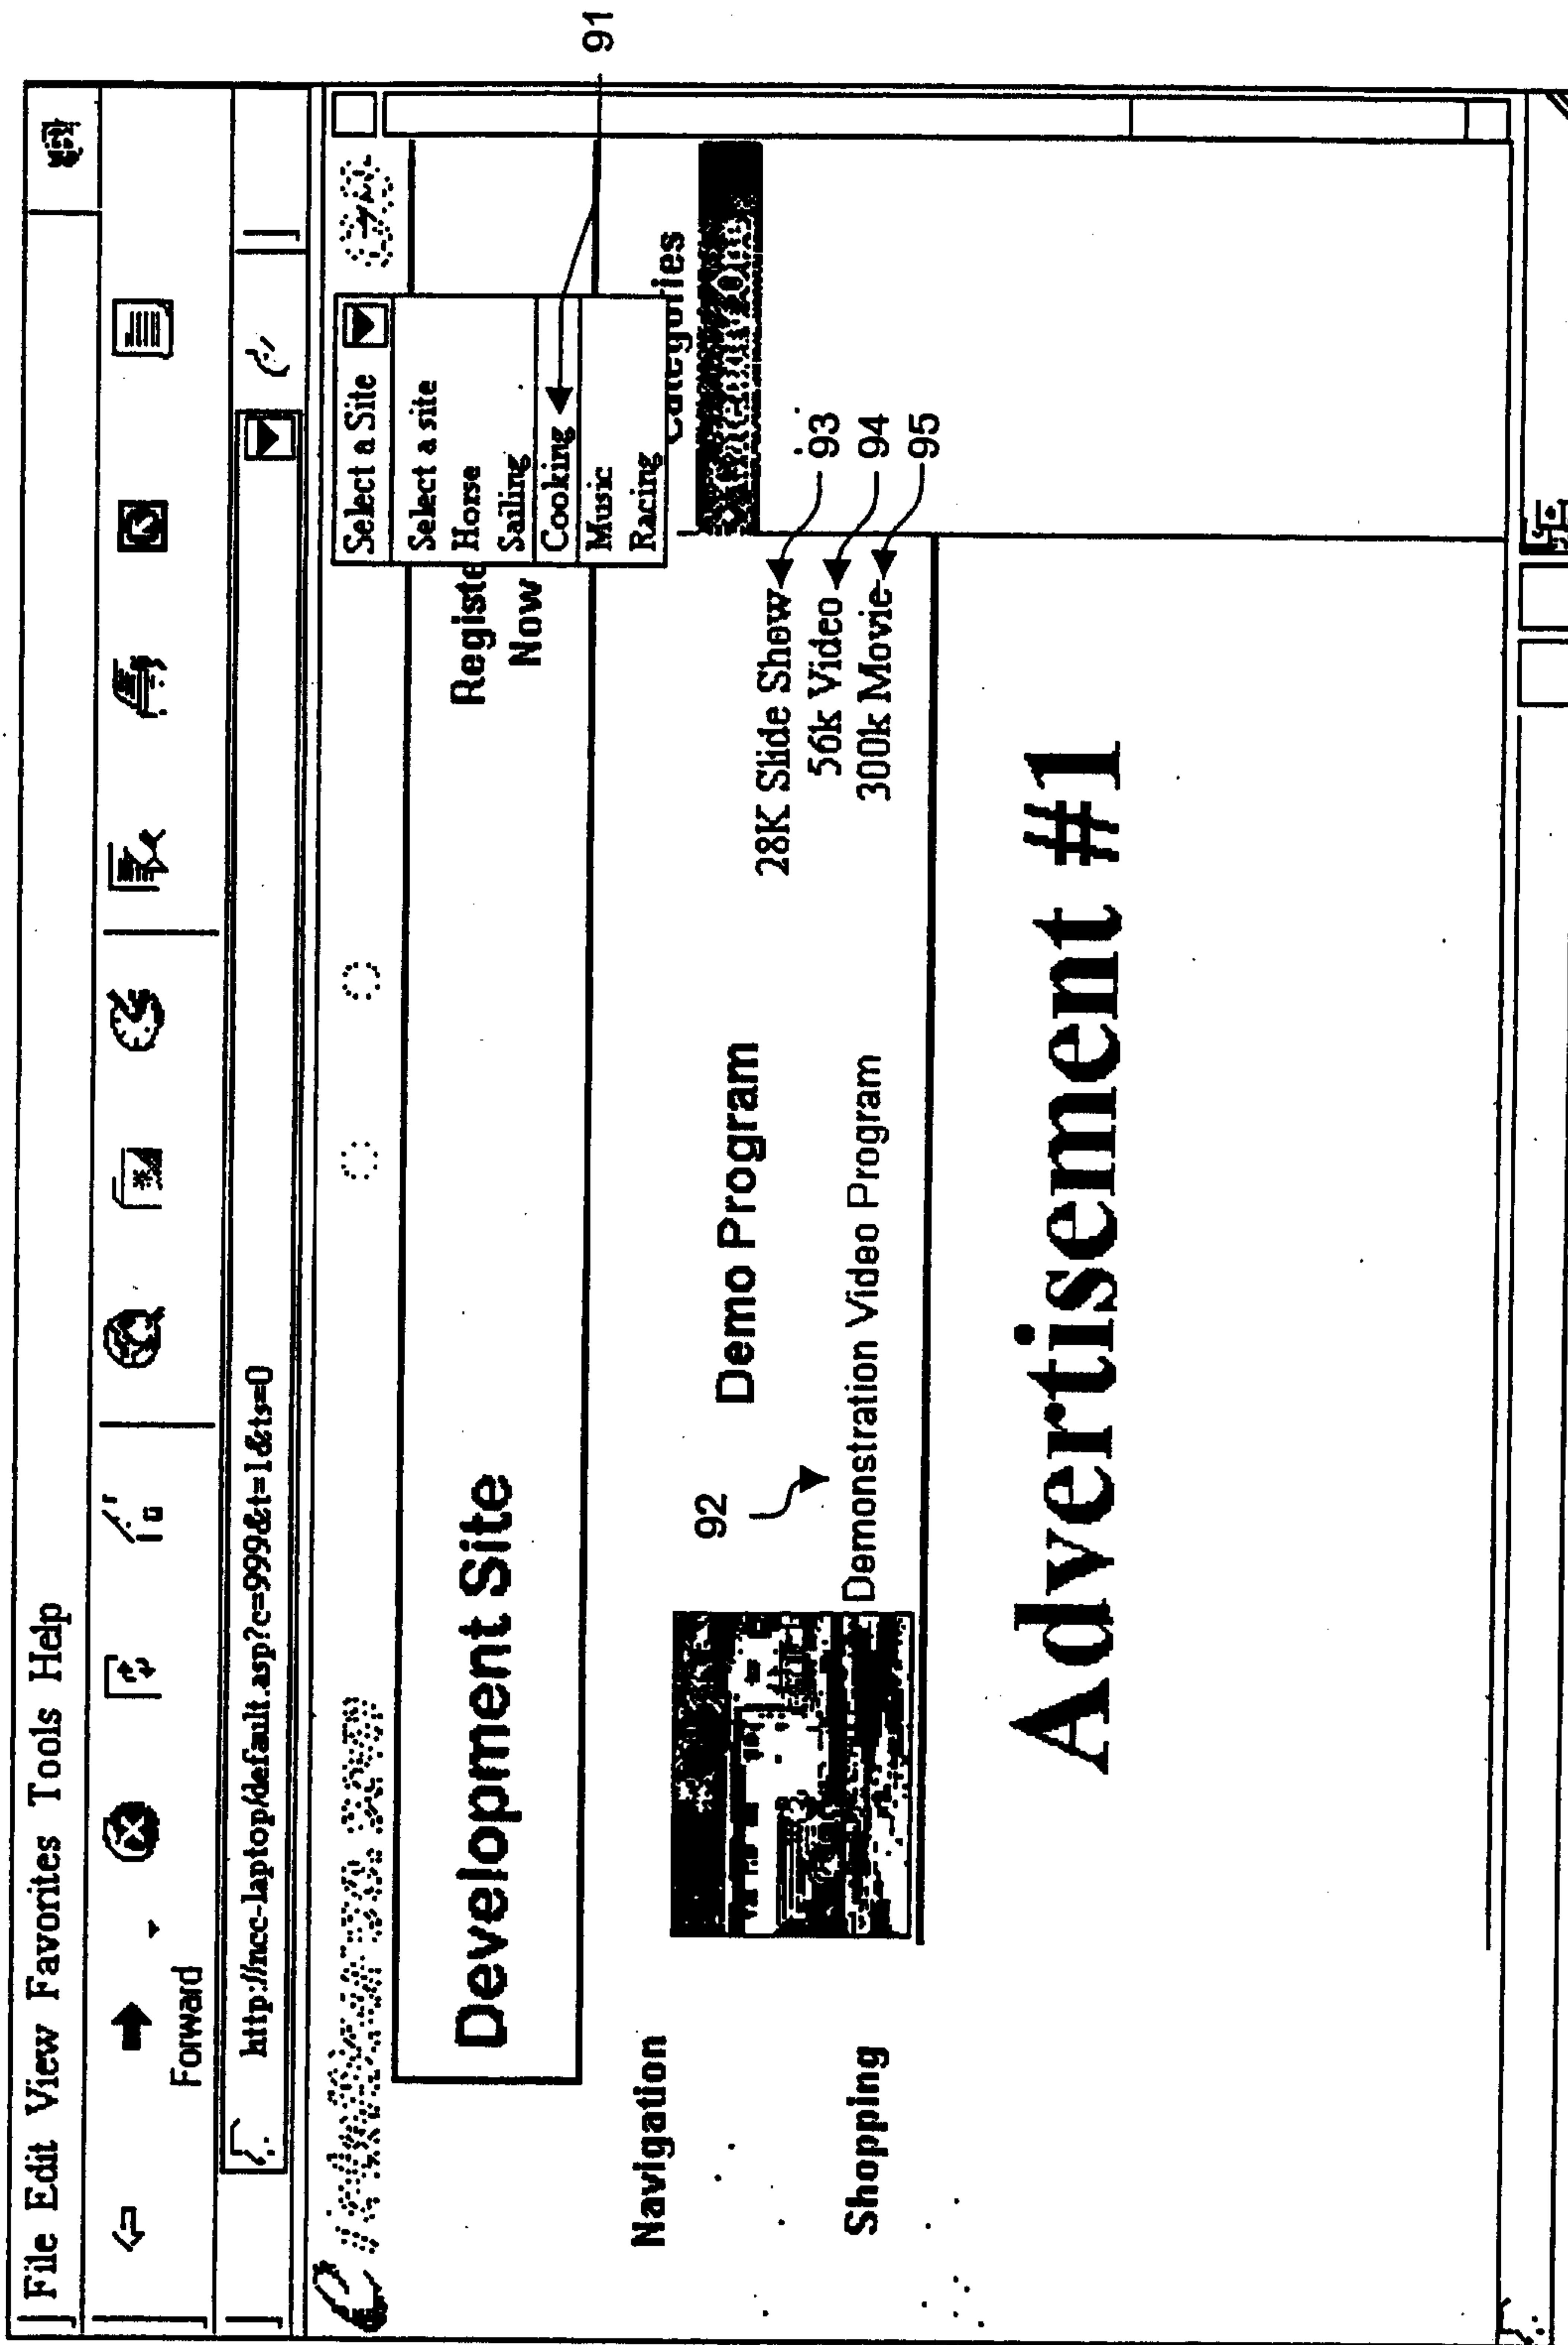 File Edit View Favorites Tools Help
Forward
http://ncc-laptop/default.asp?c=999&t=1&ts=0
Select a Site
Development Site
Registe
Now
Select a site
Horse
Sailing
Cooking
Music
Racing
91
Navigation
Categories
92
Demo Program
28K Slide Show
93
56k Video
94
300k Movie
95
Demonstration Video Program
Shopping
Advertisement #1